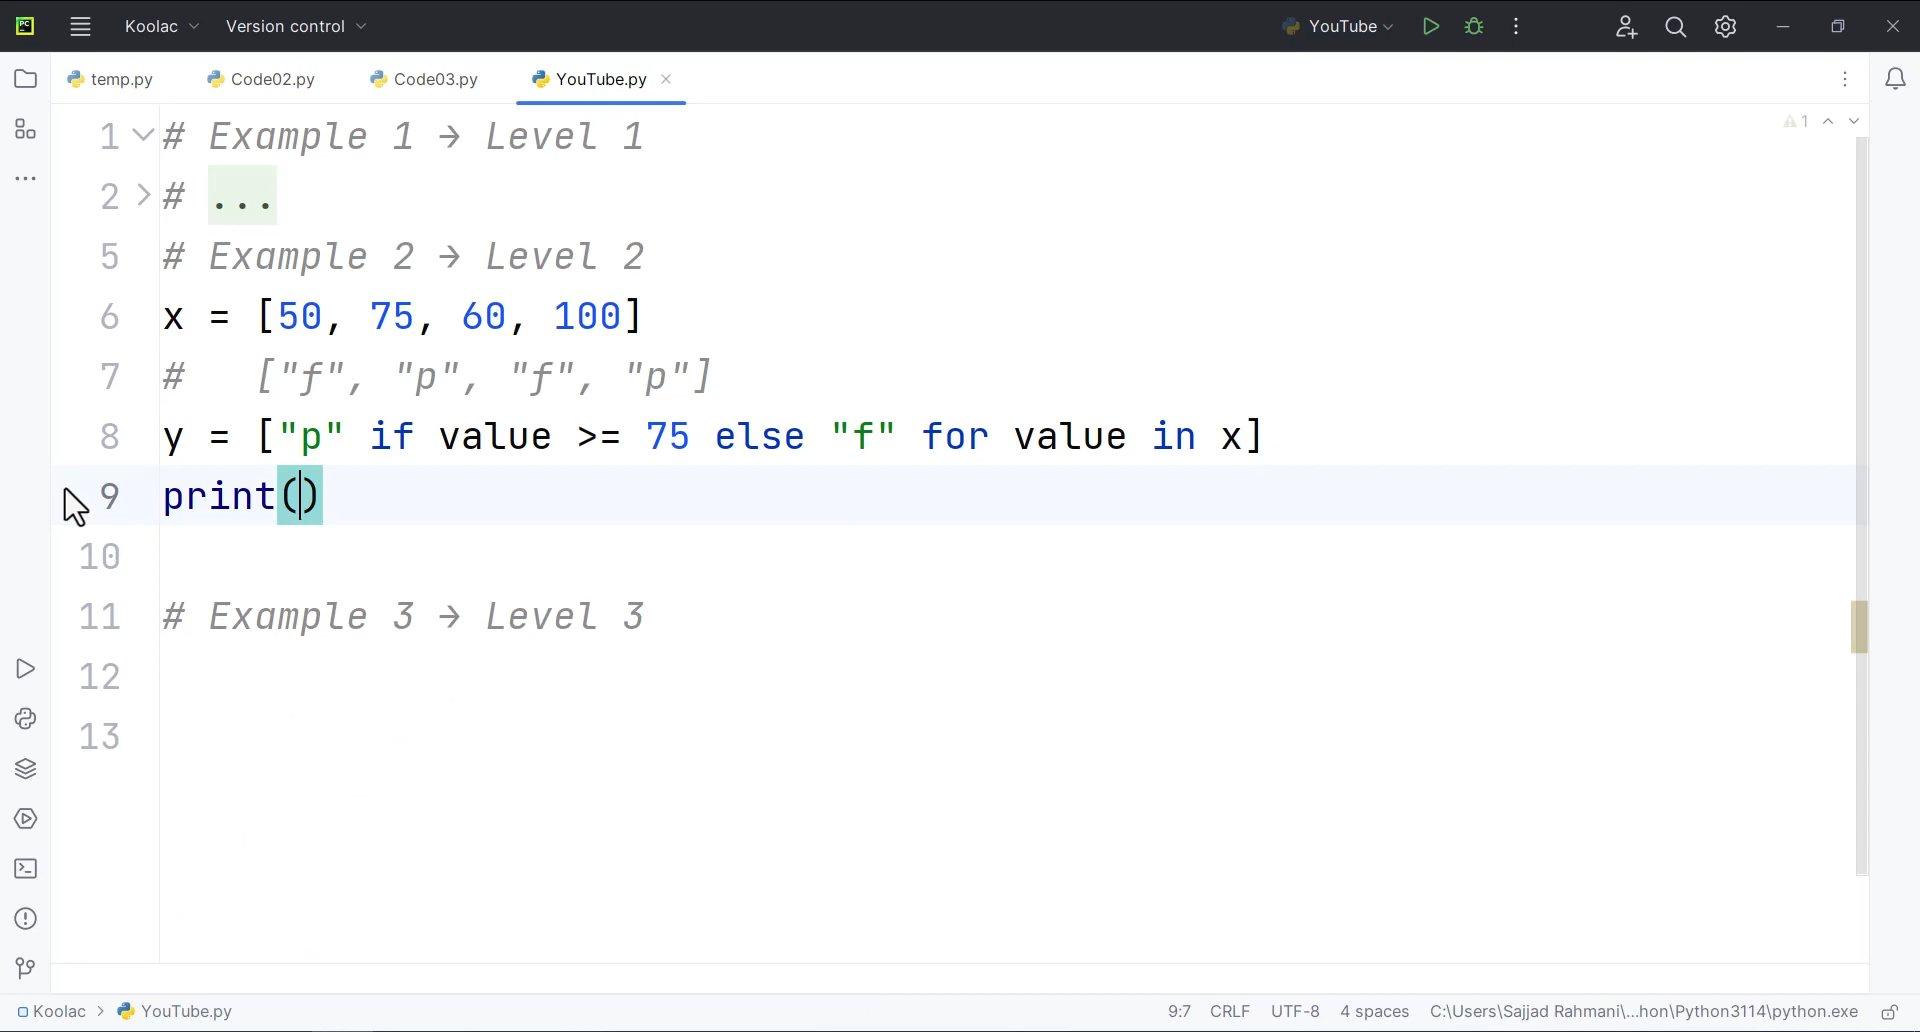 PC
Koolac
Version control
YouTube
temp.py
Code02.py
Code03.py
YouTube.py
1
1 # Example 1 → Level 1
2 # ...
5 # Example 2 → Level 2
6 x = [50, 75, 60, 100]
7 #   ["f", "p", "f", "p"]
8 y = ["p" if value >= 75 else "f" for value in x]
9 print()
10
11 # Example 3 → Level 3
12
13
Koolac > YouTube.py
9:7 CRLF UTF-8 4 spaces C:\Users\Sajjad Rahmani\...hon\Python3114\python.exe